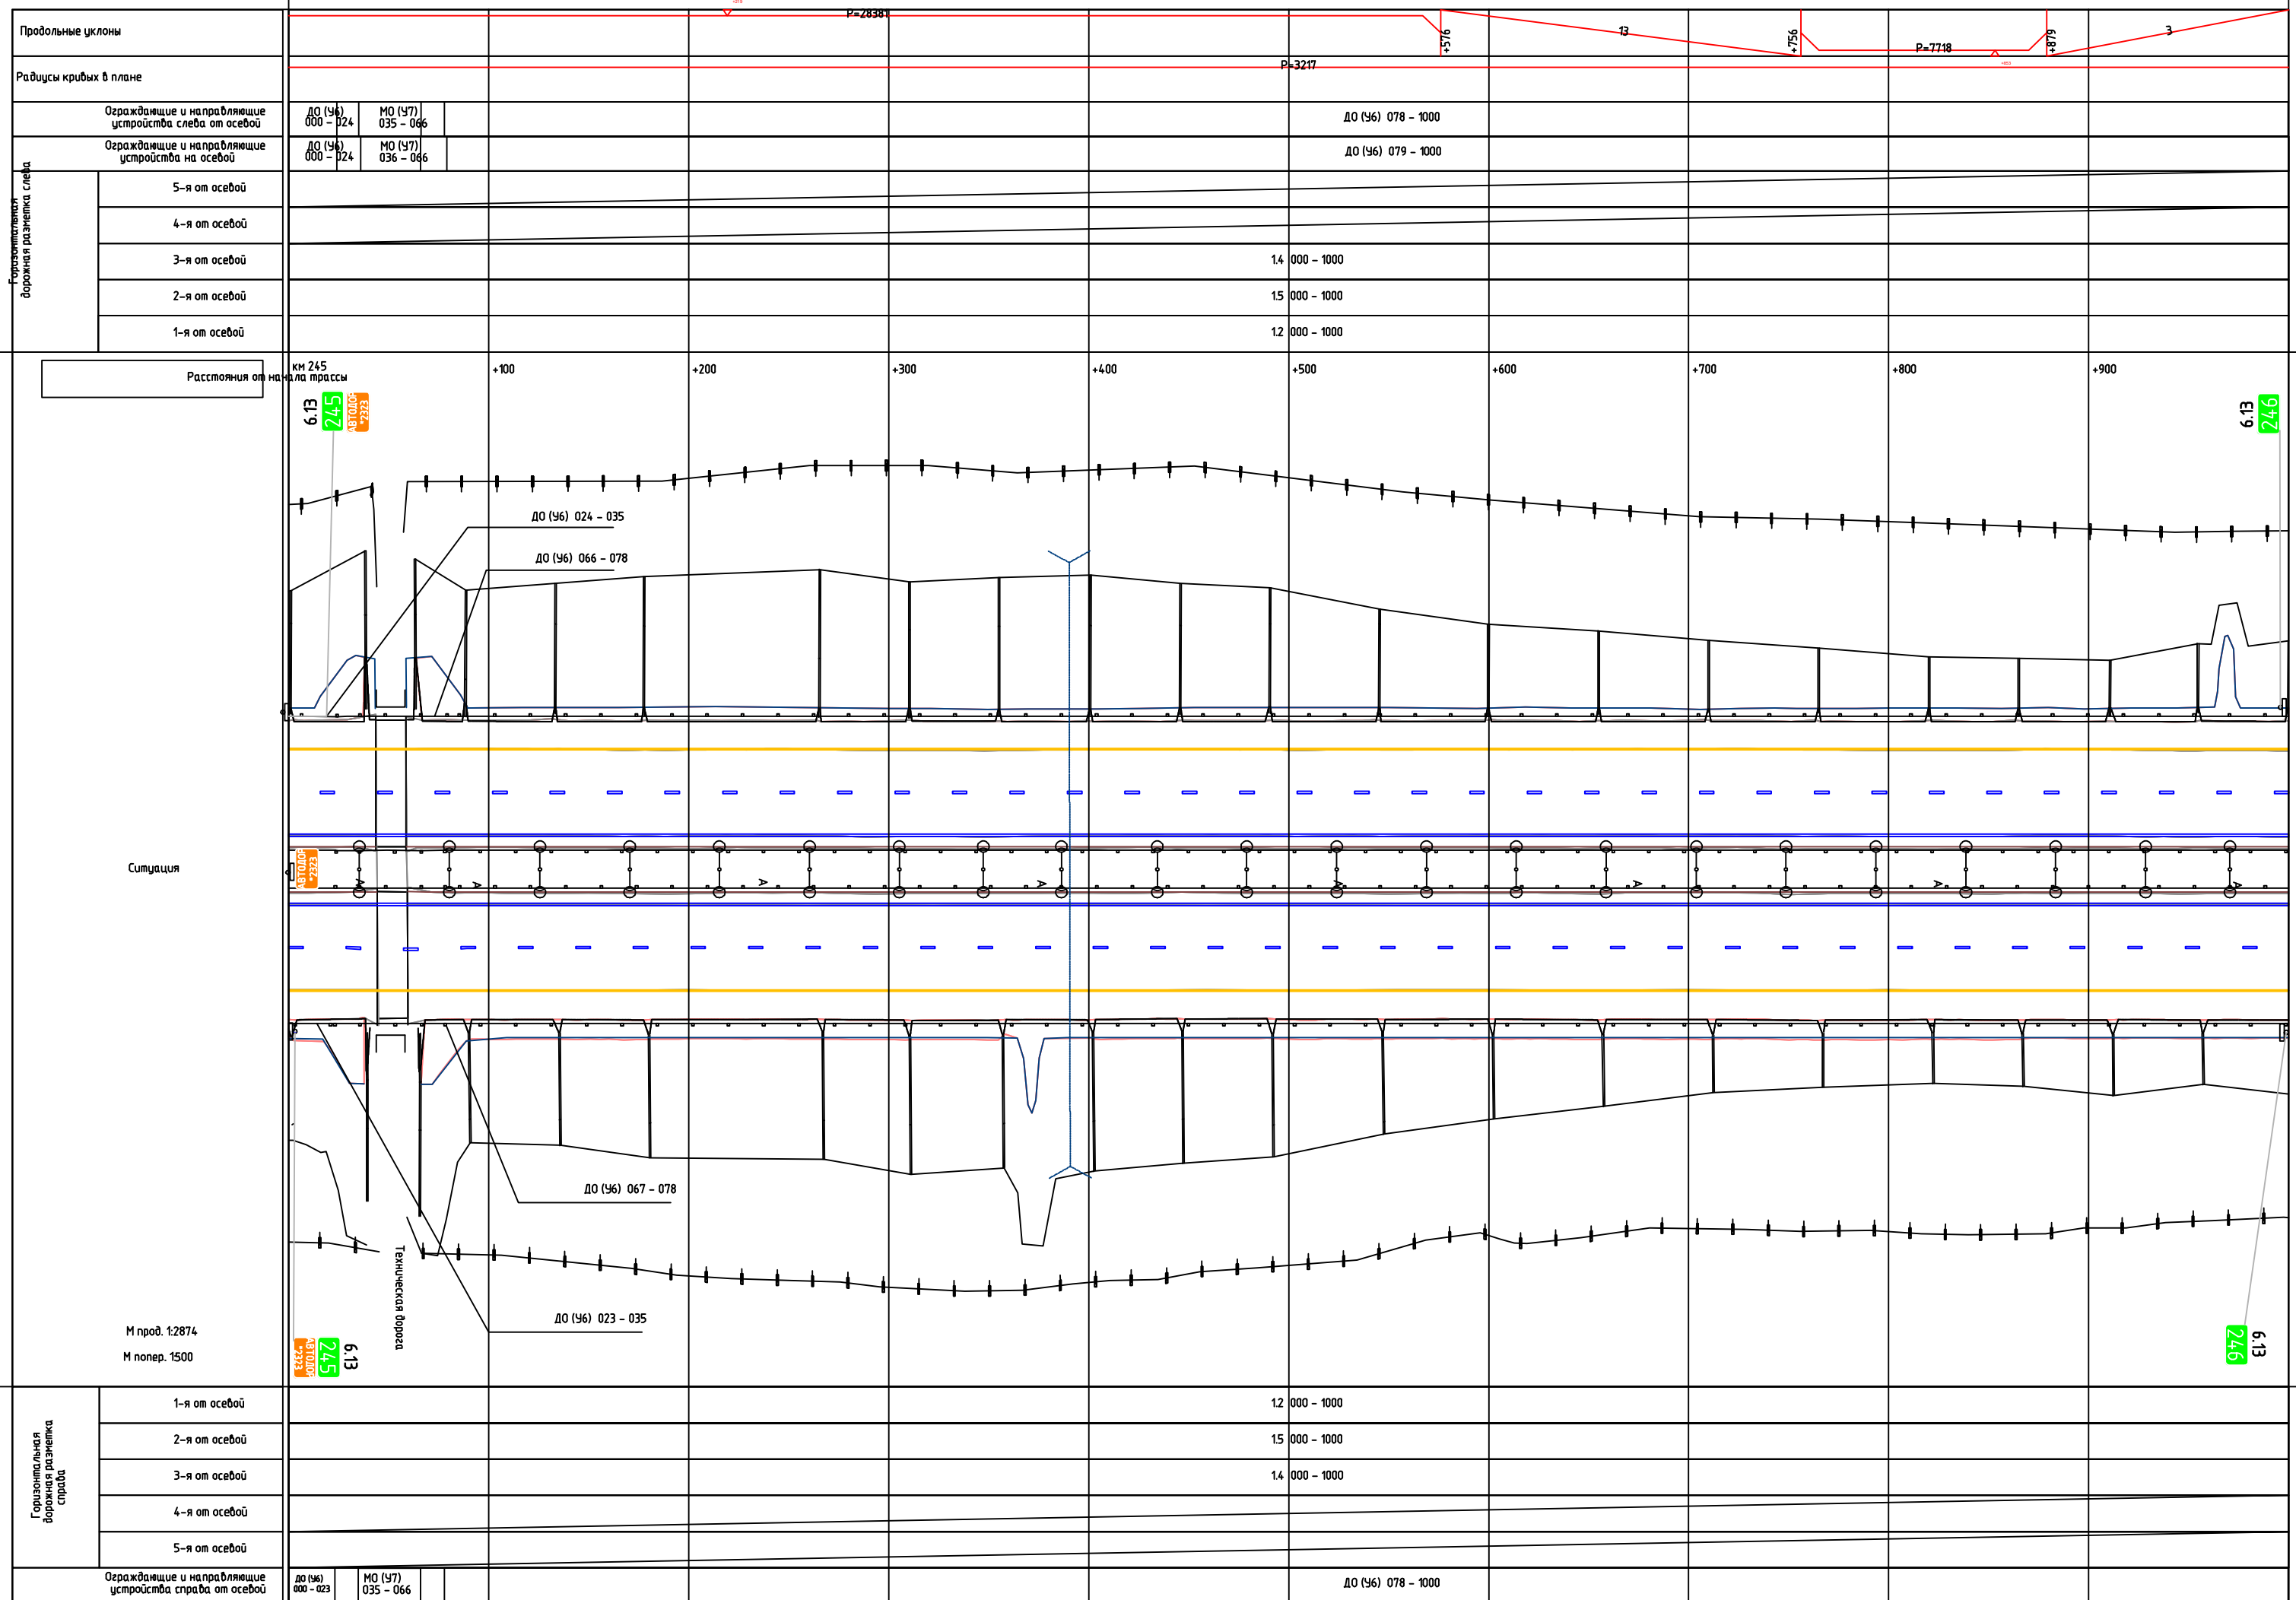 Продольные уклоны
Р=28381
+576
13
+756
Р=7718
+879
3
Радиусы кривых в плане
Р=3217
Ограждающие и направляющие
устройства слева от осевой
ДО (У6)
000 – 024
МО (У7)
035 – 066
ДО (У6) 078 – 1000
Ограждающие и направляющие
устройства на осевой
ДО (У6)
000 – 024
МО (У7)
036 – 066
ДО (У6) 079 – 1000
Горизонтальная
дорожная разметка слева
5-я от осевой
4-я от осевой
3-я от осевой
1.4 000 – 1000
2-я от осевой
1.5 000 – 1000
1-я от осевой
1.2 000 – 1000
Расстояния от начала трассы
км 245
+100
+200
+300
+400
+500
+600
+700
+800
+900
6.13
245
АВТОДОР
*2323
6.13
246
ДО (У6) 024 – 035
ДО (У6) 066 – 078
Ситуация
АВТОДОР
*2323
А
А
А
А
А
А
А
А
ДО (У6) 067 – 078
Техническая дорога
ДО (У6) 023 – 035
М прод. 1:2874
М попер. 1:500
АВТОДОР
*2323
245
6.13
246
6.13
Горизонтальная
дорожная разметка
справа
1-я от осевой
1.2 000 – 1000
2-я от осевой
1.5 000 – 1000
3-я от осевой
1.4 000 – 1000
4-я от осевой
5-я от осевой
Ограждающие и направляющие
устройства справа от осевой
ДО (У6)
000 – 023
МО (У7)
035 – 066
ДО (У6) 078 – 1000